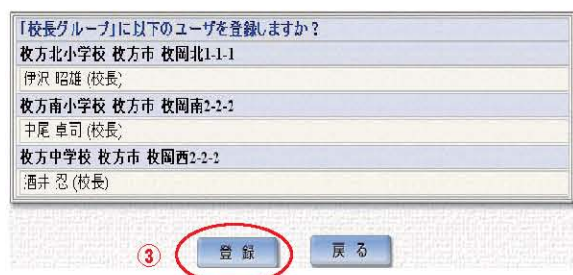 「校長グループ」に以下のユーザを登録しますか？
枚方北小学校 枚方市 枚岡北1-1-1
伊沢 昭雄 (校長)
枚方南小学校 枚方市 枚岡南2-2-2
中尾 卓司 (校長)
枚方中学校 枚方市 枚岡西2-2-2
酒井 忍 (校長)
③ 登 録 戻 る